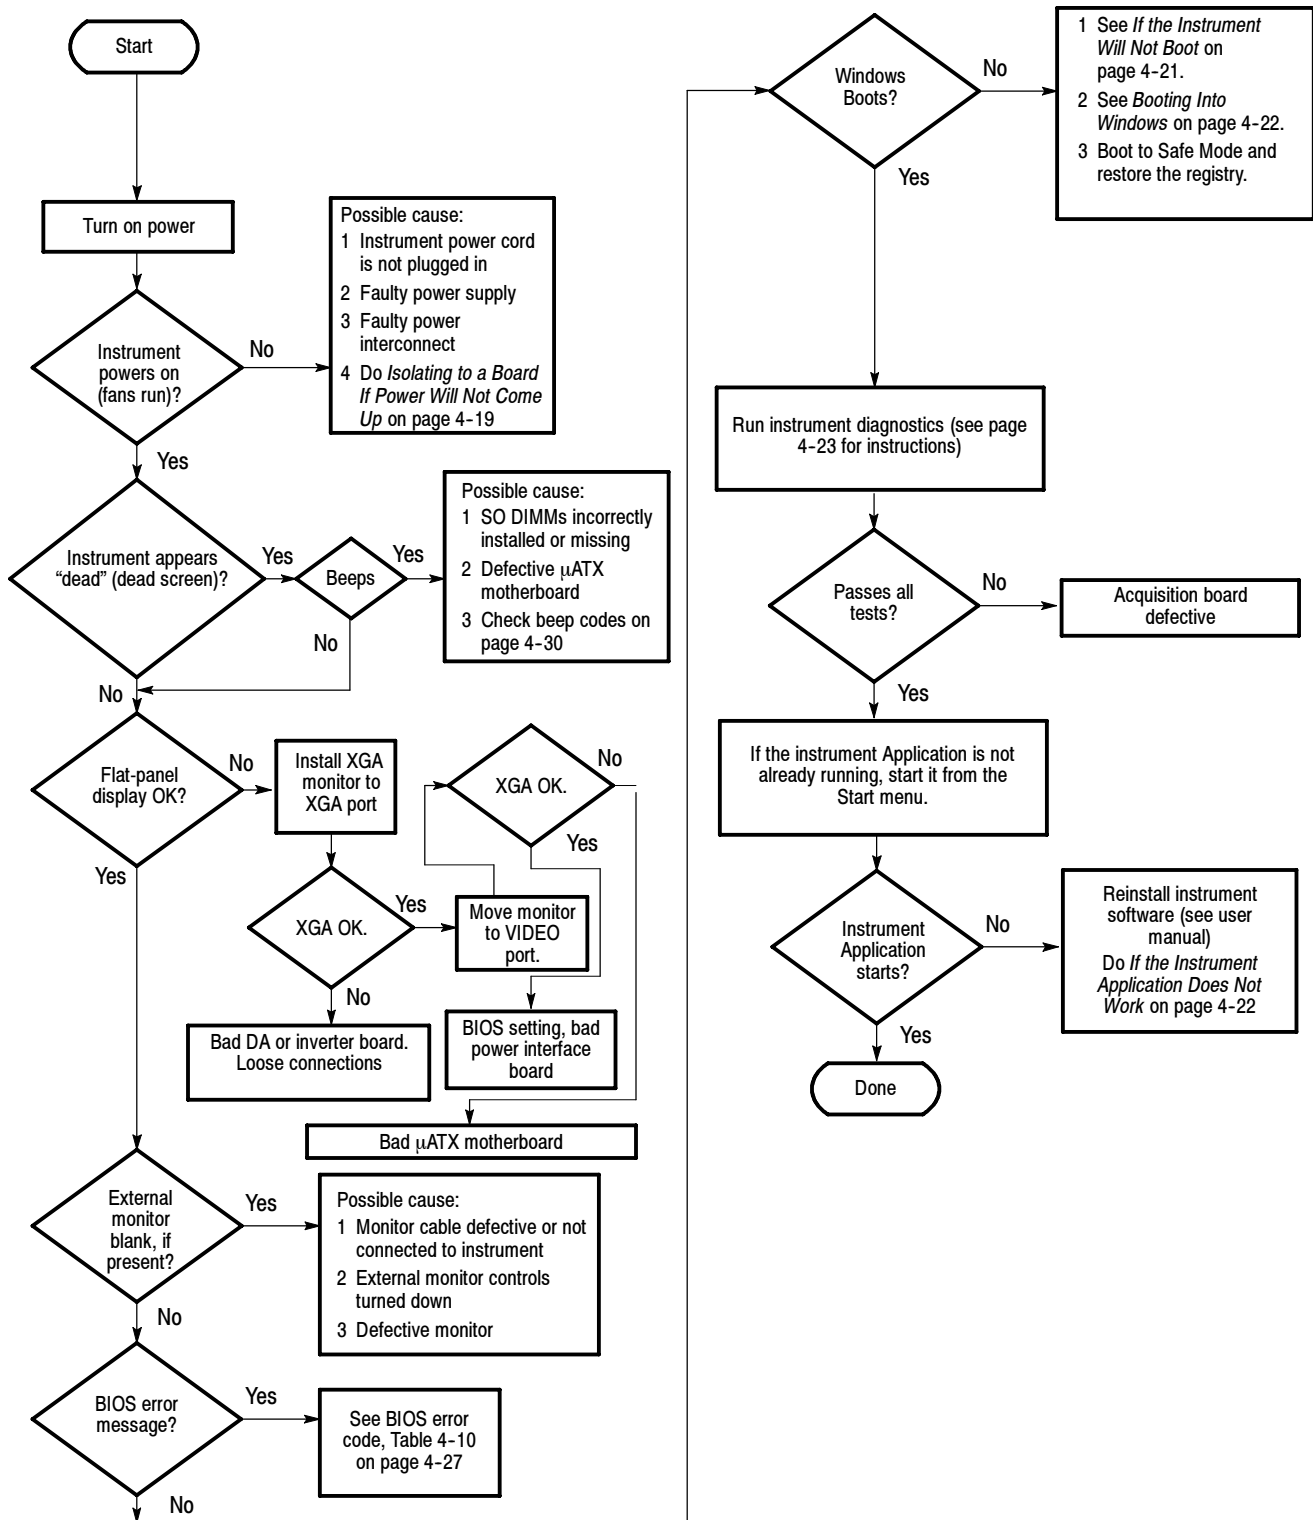 Start
Turn on power
Instrument
powers on
(fans run)?
No
Possible cause:
1 Instrument power cord
is not plugged in
2 Faulty power supply
3 Faulty power
interconnect
4 Do Isolating to a Board
If Power Will Not Come
Up on page 4-19
Yes
Instrument appears
“dead” (dead screen)?
Yes
Beeps
Yes
Possible cause:
1 SO DIMMs incorrectly
installed or missing
2 Defective µATX
motherboard
3 Check beep codes on
page 4-30
No
No
Flat-panel
display OK?
No
Install XGA
monitor to
XGA port
XGA OK.
No
Yes
Yes
XGA OK.
Yes
Move monitor
to VIDEO
port.
No
Bad DA or inverter board.
Loose connections
BIOS setting, bad
power interface
board
Bad µATX motherboard
External
monitor
blank, if
present?
Yes
Possible cause:
1 Monitor cable defective or not
connected to instrument
2 External monitor controls
turned down
3 Defective monitor
No
BIOS error
message?
Yes
See BIOS error
code, Table 4-10
on page 4-27
No
Windows
Boots?
No
1 See If the Instrument
Will Not Boot on
page 4-21.
2 See Booting Into
Windows on page 4-22.
3 Boot to Safe Mode and
restore the registry.
Yes
Run instrument diagnostics (see page
4-23 for instructions)
Passes all
tests?
No
Acquisition board
defective
Yes
If the instrument Application is not
already running, start it from the
Start menu.
Instrument
Application
starts?
No
Reinstall instrument
software (see user
manual)
Do If the Instrument
Application Does Not
Work on page 4-22
Yes
Done